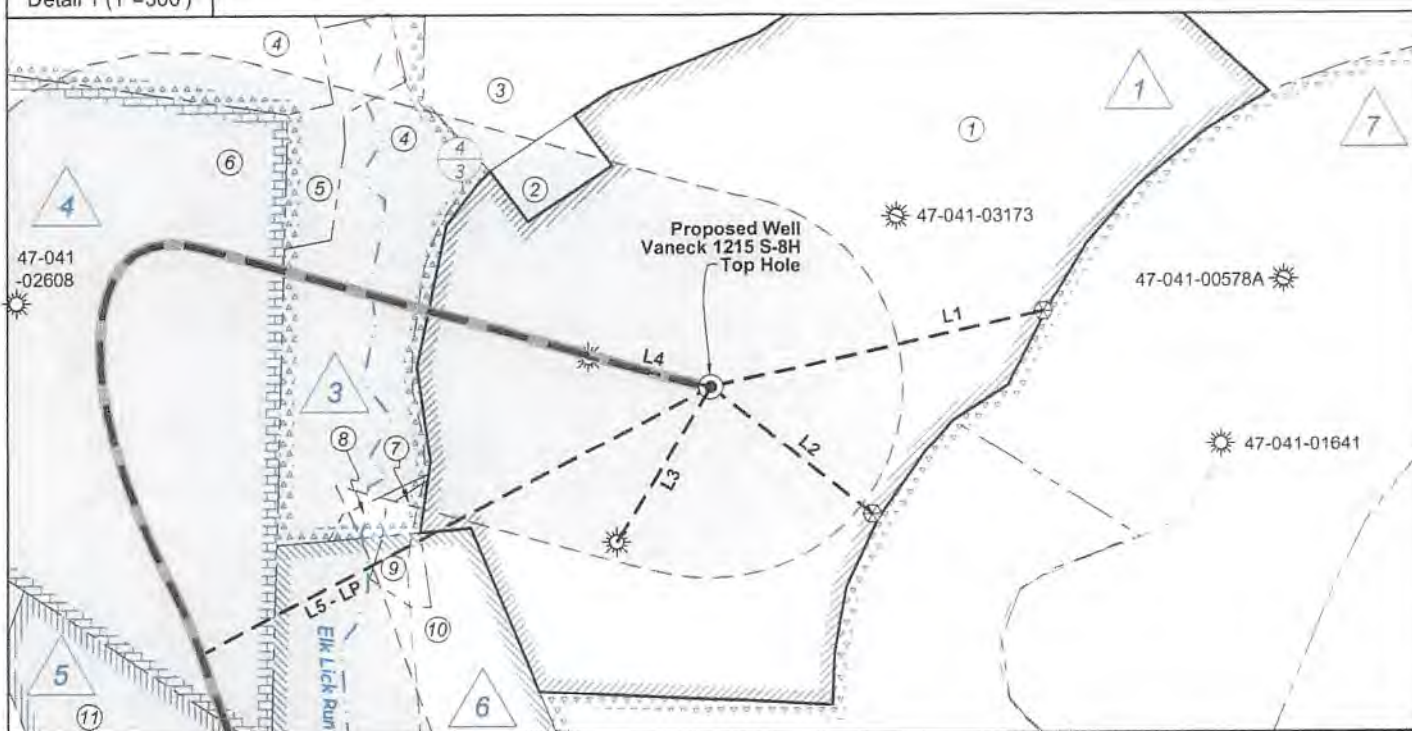 Detail 1 (1"=500')
4
3
1
7
4
1
6
5
4
3
2
4
47-041
-02608
Proposed Well
Vaneck 1215 S-8H
Top Hole
47-041-03173
47-041-00578A
L1
L4
3
L2
L3
47-041-01641
8
7
9
L5 - LP
10
Elk Lick Run
5
6
11